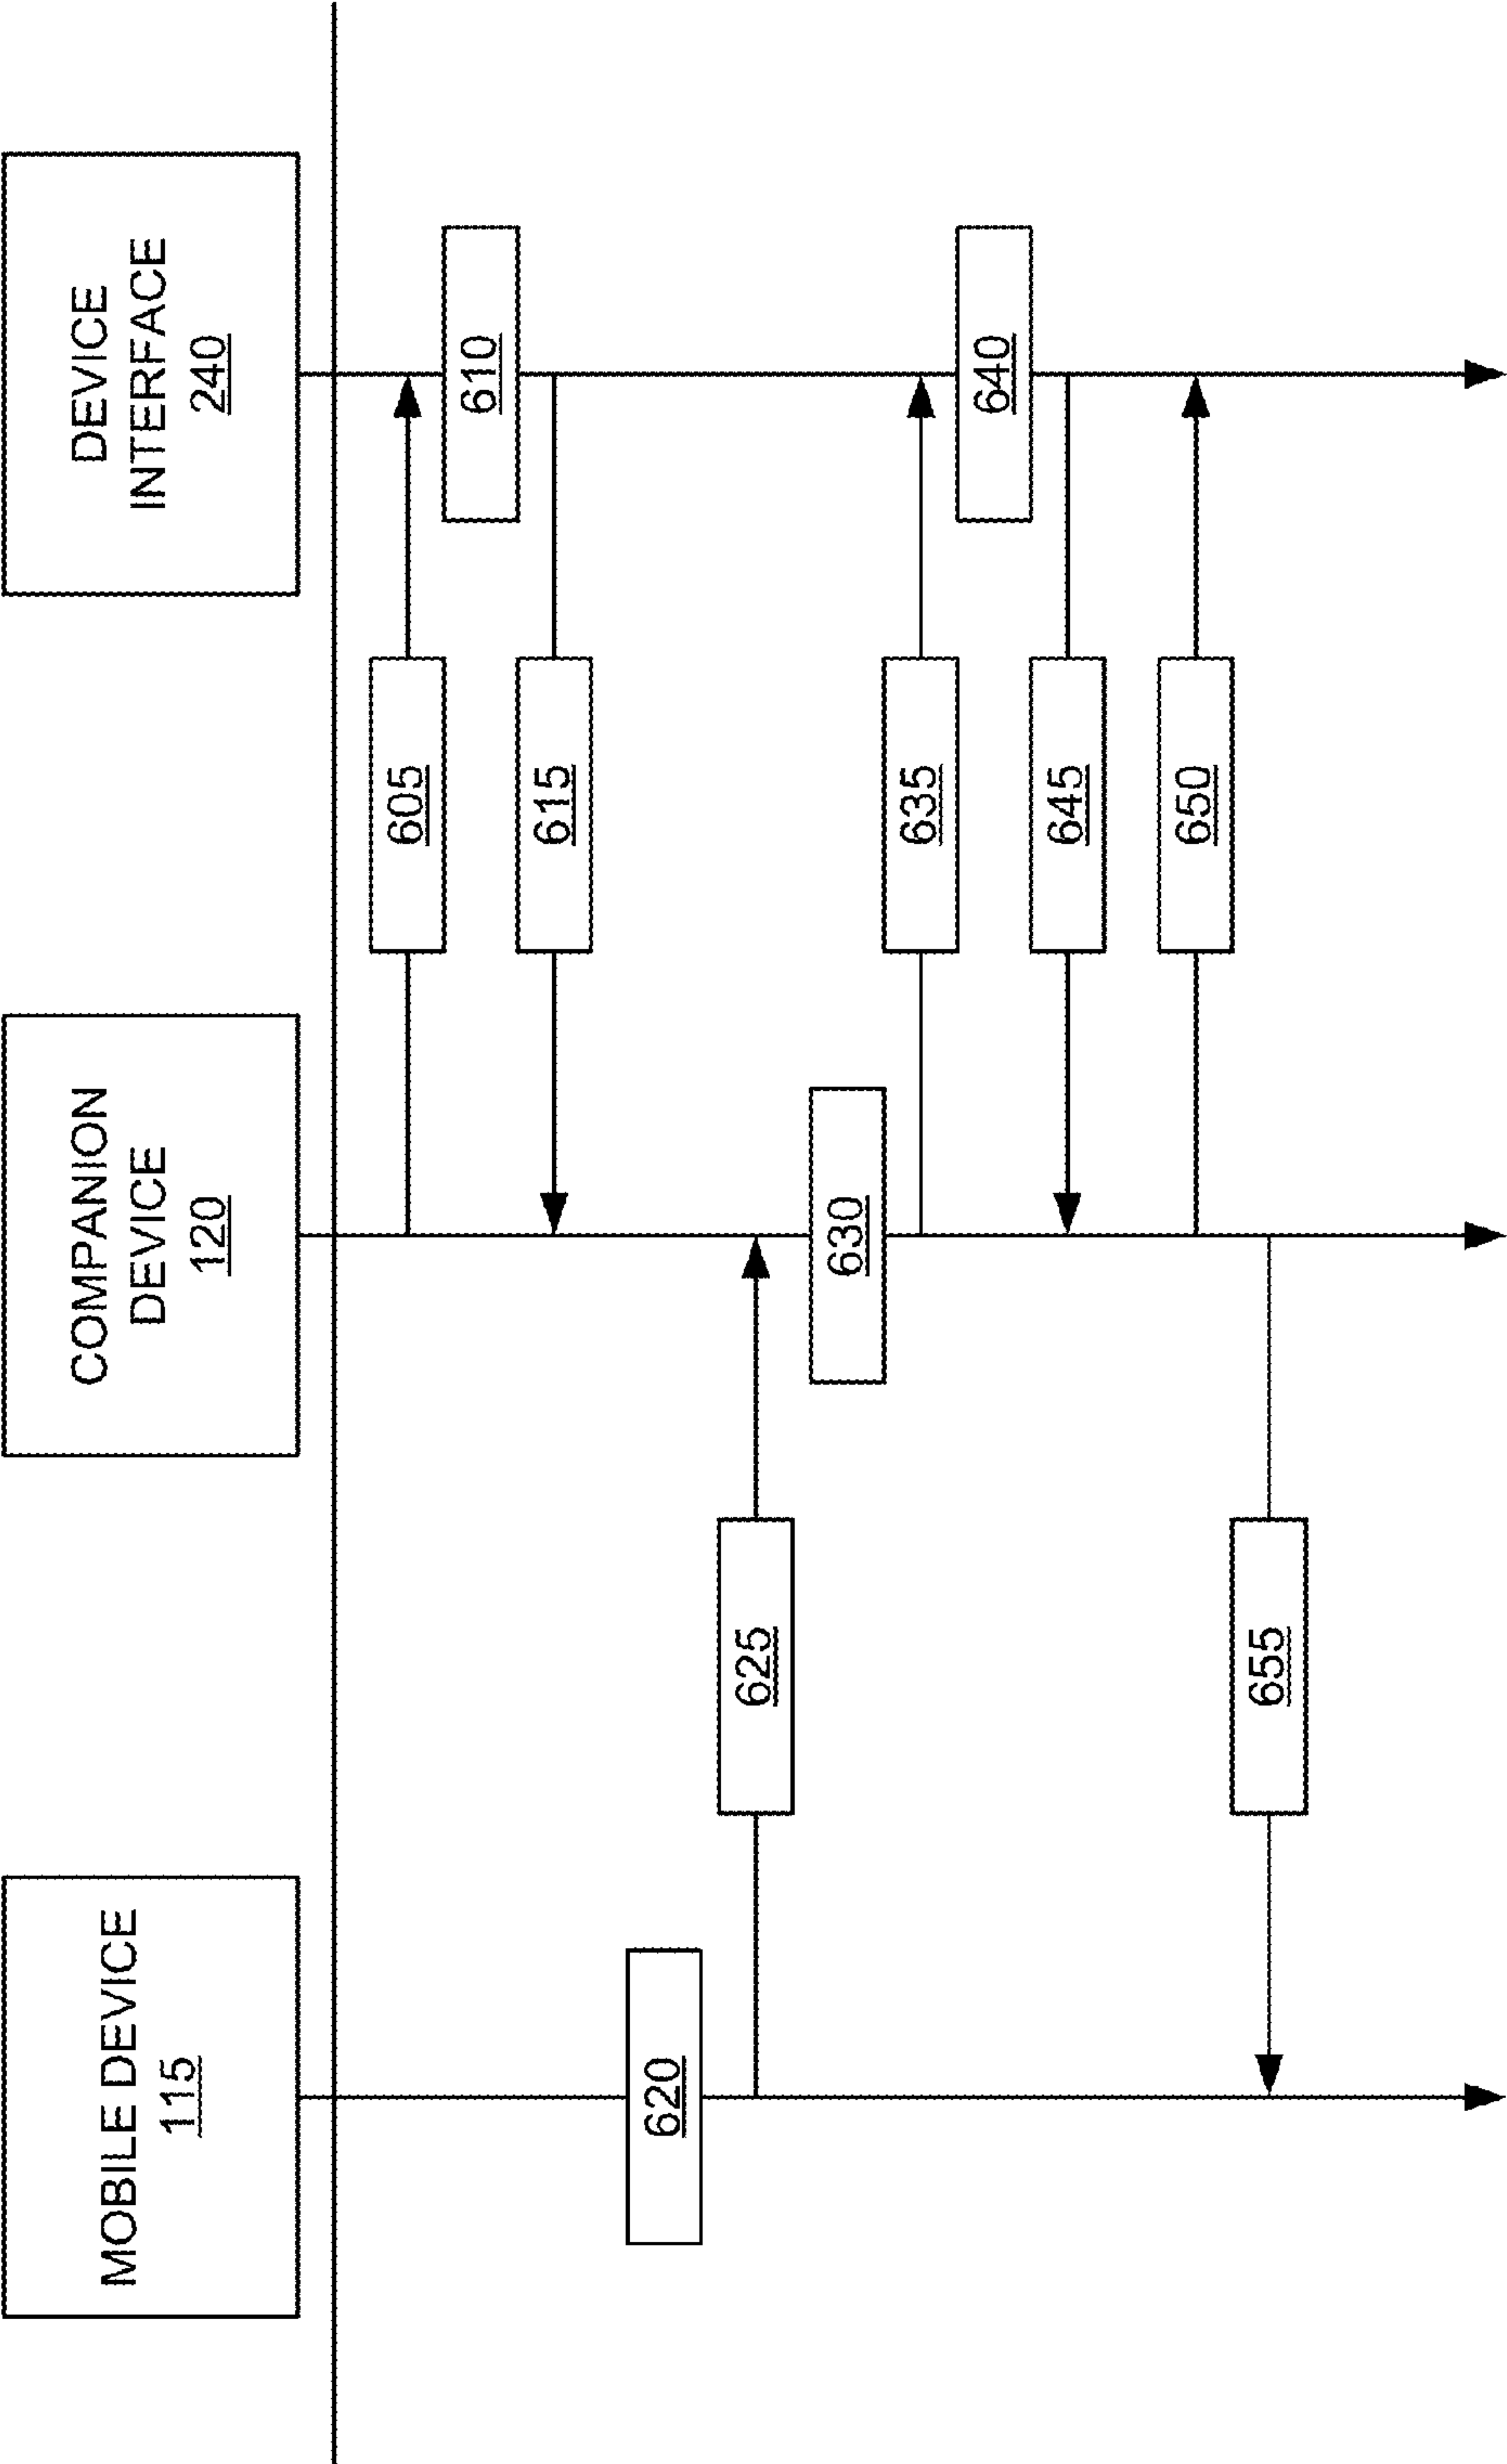 MOBILE DEVICE
115
COMPANION
DEVICE
120
DEVICE
INTERFACE
240
605
610
615
620
625
630
635
640
645
650
655